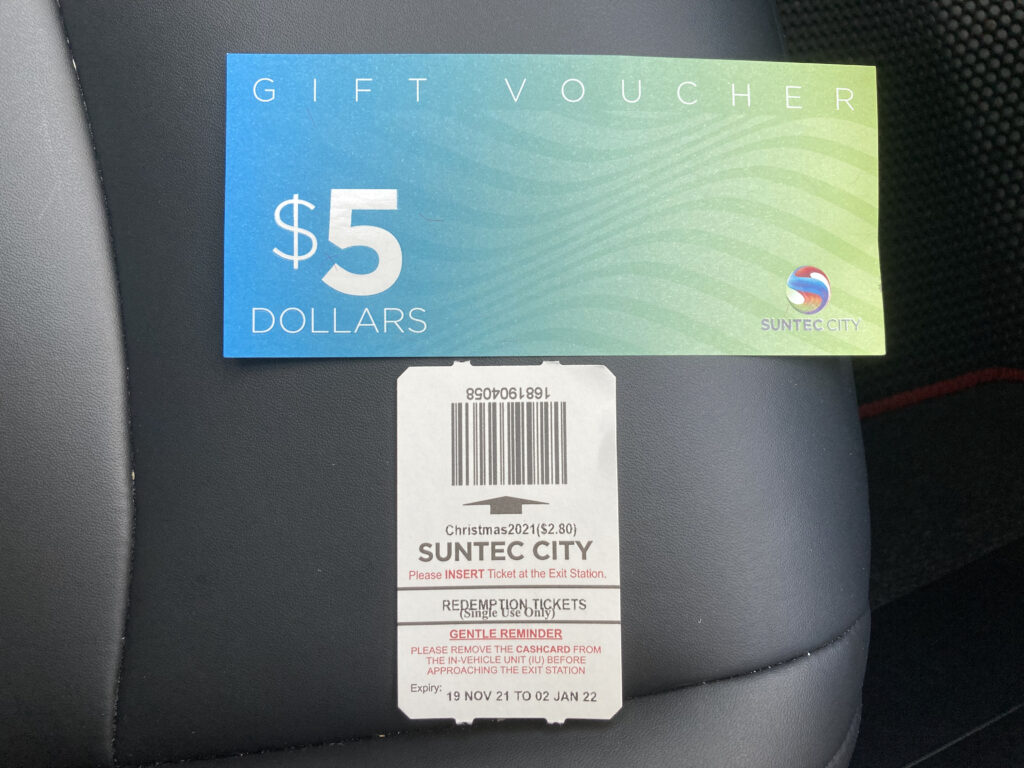 GIFT VOUCHER
$5
DOLLARS
SUNTEC CITY
1681904058
Christmas2021($2.80)
SUNTEC CITY
Please INSERT Ticket at the Exit Station.
REDEMPTION TICKETS
(Single Use Only)
GENTLE REMINDER
PLEASE REMOVE THE CASHCARD FROM
THE IN-VEHICLE UNIT (IU) BEFORE
APPROACHING THE EXIT STATION
Expiry: 19 NOV 21 TO 02 JAN 22